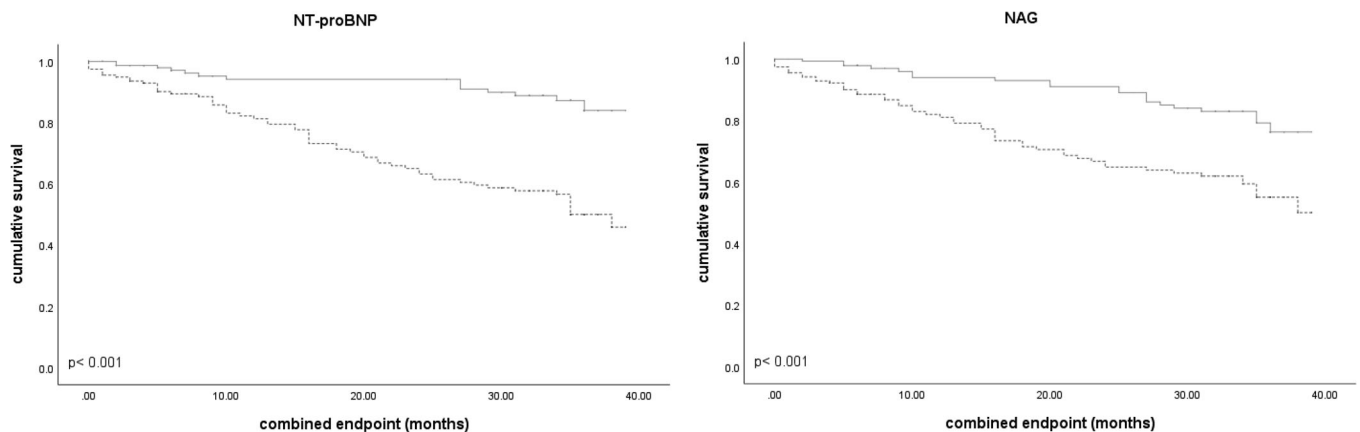 NT-proBNP
cumulative survival
1.0
0.8
0.6
0.4
0.2
0.0
p< 0.001
.00 10.00 20.00 30.00 40.00
combined endpoint (months)
NAG
cumulative survival
1.0
0.8
0.6
0.4
0.2
0.0
p< 0.001
.00 10.00 20.00 30.00 40.00
combined endpoint (months)